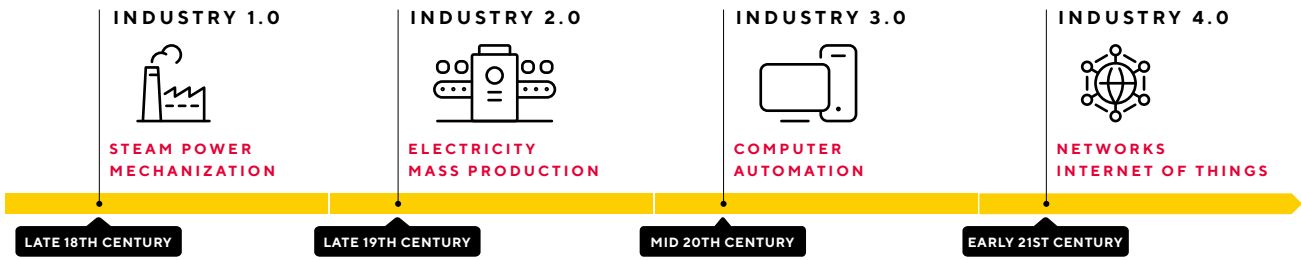 INDUSTRY 1.0
STEAM POWER
MECHANIZATION
LATE 18TH CENTURY
INDUSTRY 2.0
ELECTRICITY
MASS PRODUCTION
LATE 19TH CENTURY
INDUSTRY 3.0
COMPUTER
AUTOMATION
MID 20TH CENTURY
INDUSTRY 4.0
NETWORKS
INTERNET OF THINGS
EARLY 21ST CENTURY